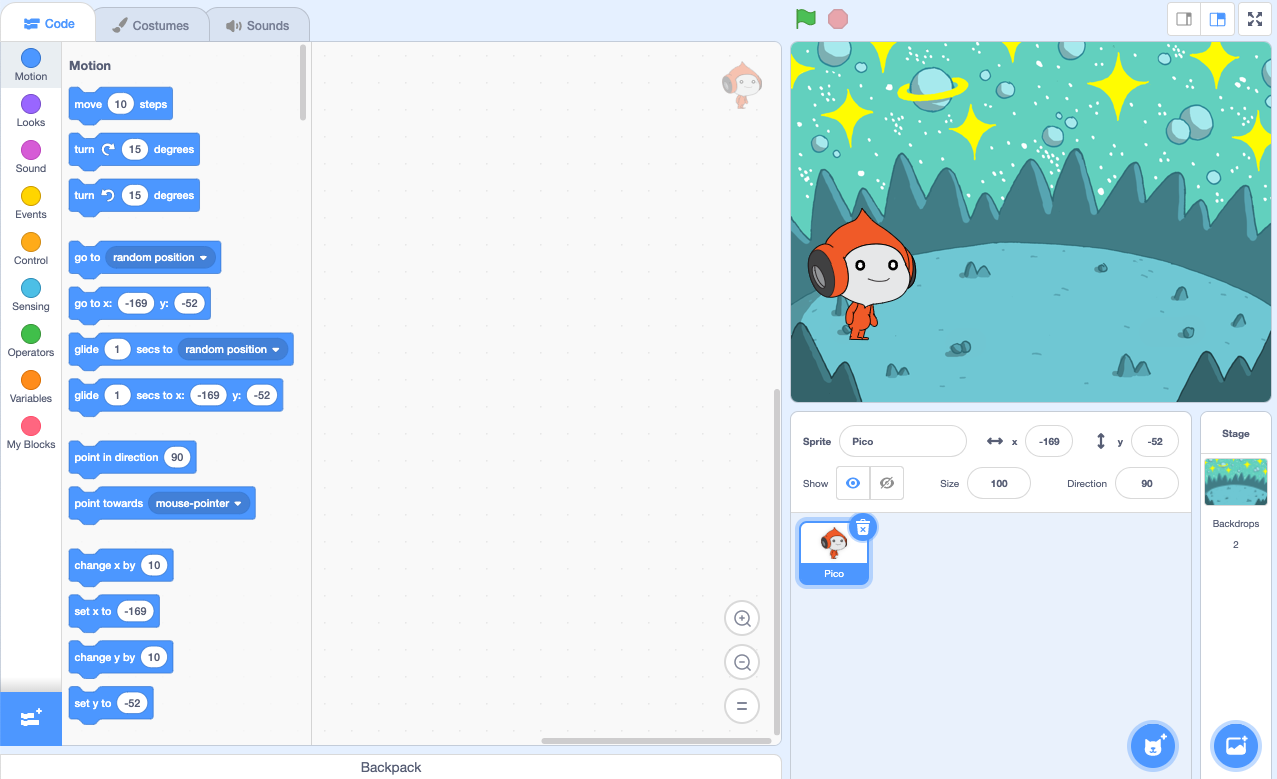 Code
Costumes
Sounds
Motion
Looks
Sound
Events
Control
Sensing
Operators
Variables
My Blocks
Motion
move 10 steps
turn 15 degrees
turn 15 degrees
go to random position
go to x: -169 y: -52
glide 1 secs to random position
glide 1 secs to x: -169 y: -52
point in direction 90
point towards mouse-pointer
change x by 10
set x to -169
change y by 10
set y to -52
Backpack
Sprite Pico x -169 y -52
Show Size 100 Direction 90
Pico
Stage
Backdrops
2